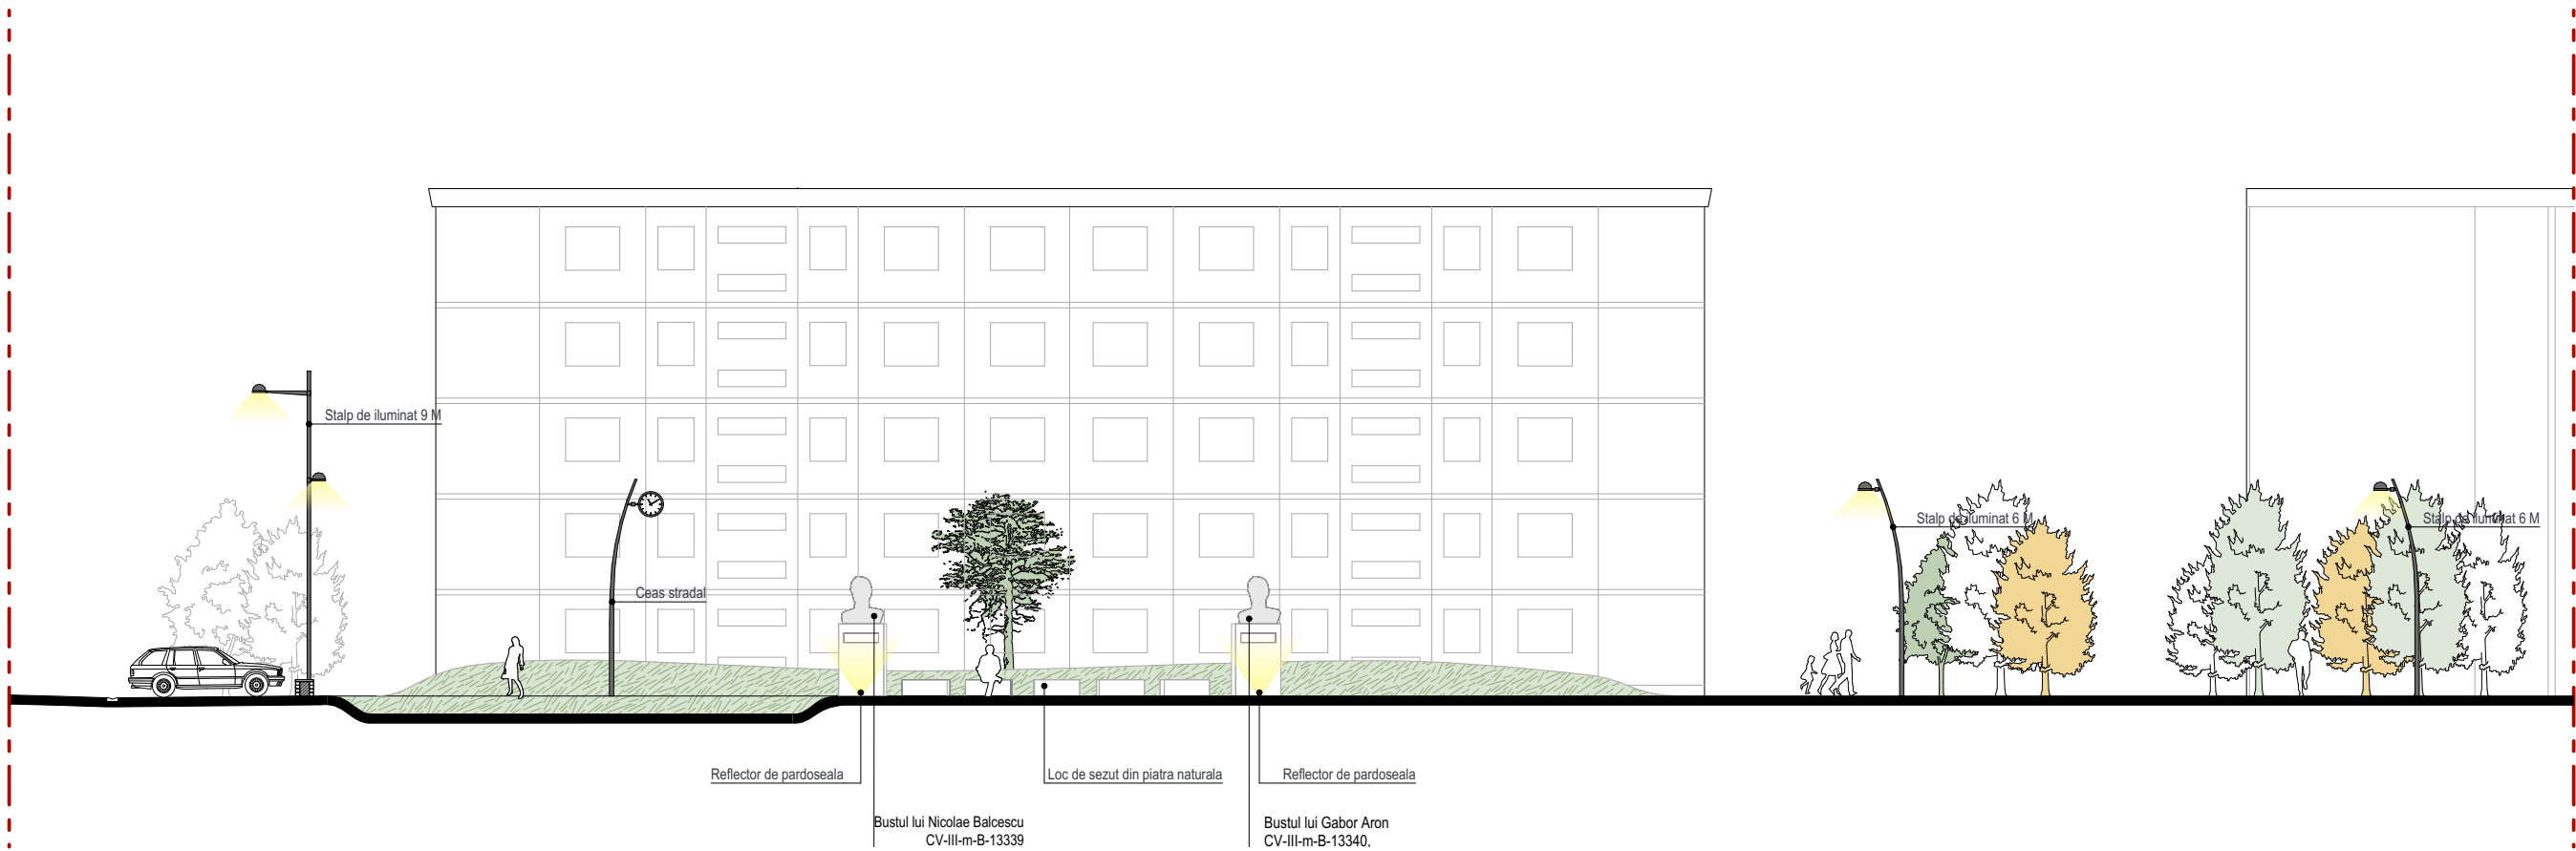 Stalp de iluminat 9 M
Stalp de iluminat 6 M
Stalp de iluminat 6 M
Ceas stradal
Reflector de pardoseala
Loc de sezut din piatra naturala
Reflector de pardoseala
Bustul lui Nicolae Balcescu
CV-III-m-B-13339
Bustul lui Gabor Aron
CV-III-m-B-13340,